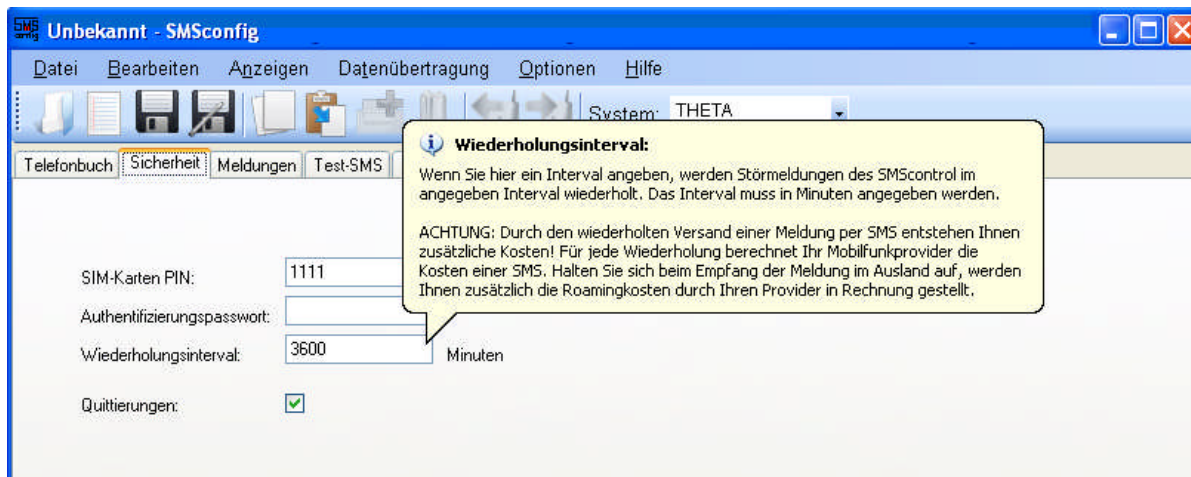 Unbekannt - SMSconfig
Datei Bearbeiten Anzeigen Datenübertragung Optionen Hilfe
System: THETA
Telefonbuch Sicherheit Meldungen Test-SMS
Wiederholungsinterval:
Wenn Sie hier ein Interval angeben, werden Störmeldungen des SMScontrol im
angegeben Interval wiederholt. Das Interval muss in Minuten angegeben werden.
ACHTUNG: Durch den wiederholten Versand einer Meldung per SMS entstehen Ihnen
zusätzliche Kosten! Für jede Wiederholung berechnet Ihr Mobilfunkprovider die
Kosten einer SMS. Halten Sie sich beim Empfang der Meldung im Ausland auf, werden
Ihnen zusätzlich die Roamingkosten durch Ihren Provider in Rechnung gestellt.
SIM-Karten PIN: 1111
Authentifizierungspasswort:
Wiederholungsinterval: 3600 Minuten
Quittierungen: